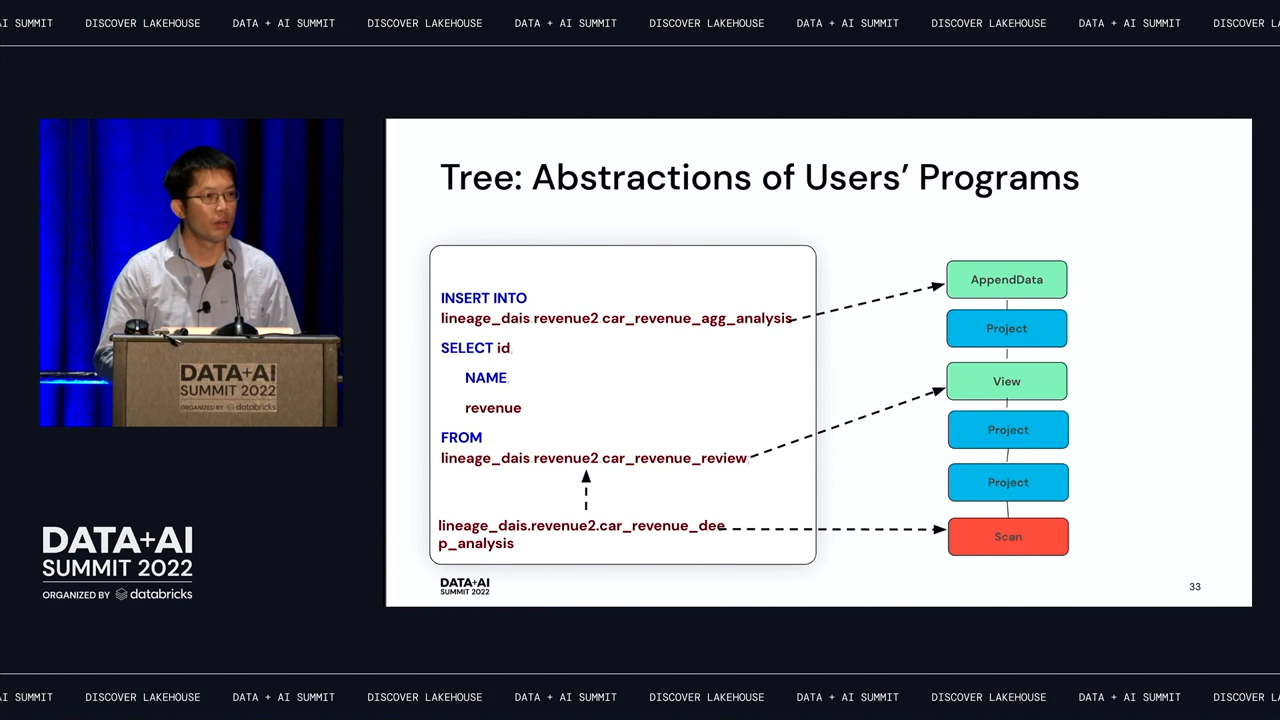 AI SUMMIT DISCOVER LAKEHOUSE DATA + AI SUMMIT DISCOVER LAKEHOUSE DATA + AI SUMMIT DISCOVER LAKEHOUSE DATA + AI SUMMIT DISCOVER LAKEHOUSE DATA + AI SUMMIT DISCOVER L
Tree: Abstractions of Users’ Programs
INSERT INTO
lineage_dais.revenue2.car_revenue_agg_analysis
SELECT id,
NAME,
revenue
FROM
lineage_dais.revenue2.car_revenue_review,
lineage_dais.revenue2.car_revenue_dee
p_analysis
AppendData
Project
View
Project
Project
Scan
DATA+AI
SUMMIT 2022
33
DATA+AI
SUMMIT 2022
ORGANIZED BY databricks
DATA+AI
SUMMIT 2022
ORGANIZED BY databricks
AI SUMMIT DISCOVER LAKEHOUSE DATA + AI SUMMIT DISCOVER LAKEHOUSE DATA + AI SUMMIT DISCOVER LAKEHOUSE DATA + AI SUMMIT DISCOVER LAKEHOUSE DATA + AI SUMMIT DISCOVER L